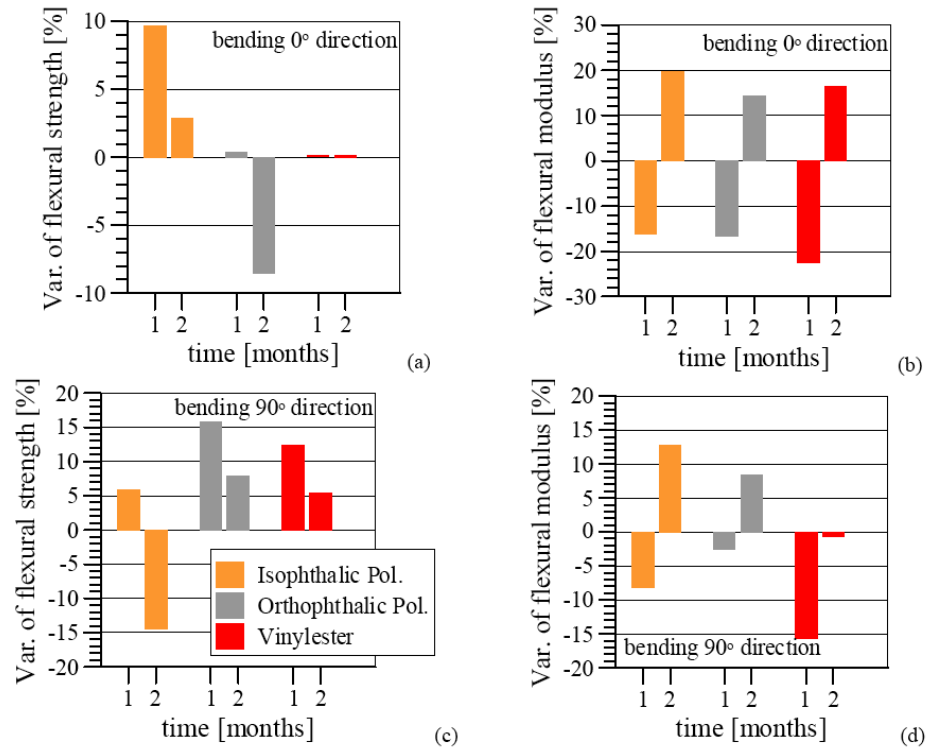 Var. of flexural strength [%]
10
5
0
-5
-10
bending 0º direction
1 2 1 2 1 2
time [months]
(a)
Var. of flexural modulus [%]
30
20
10
0
-10
-20
-30
bending 0º direction
1 2 1 2 1 2
time [months]
(b)
Var. of flexural strength [%]
20
15
10
5
0
-5
-10
-15
-20
bending 90º direction
Isophthalic Pol.
Orthophthalic Pol.
Vinylester
1 2 1 2 1 2
time [months]
(c)
Var. of flexural modulus [%]
20
15
10
5
0
-5
-10
-15
-20
bending 90º direction
1 2 1 2 1 2
time [months]
(d)